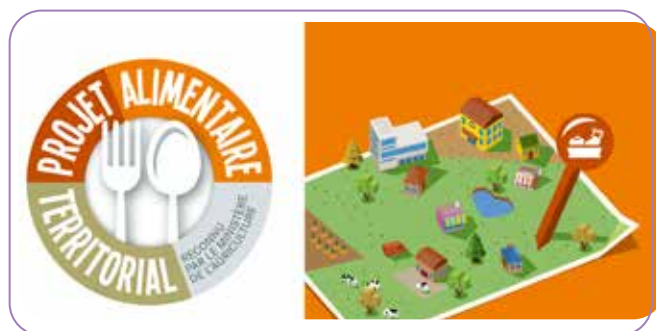 PROJET ALIMENTAIRE
TERRITORIAL
RECONNU
PAR LE MINISTÈRE
DE L'AGRICULTURE